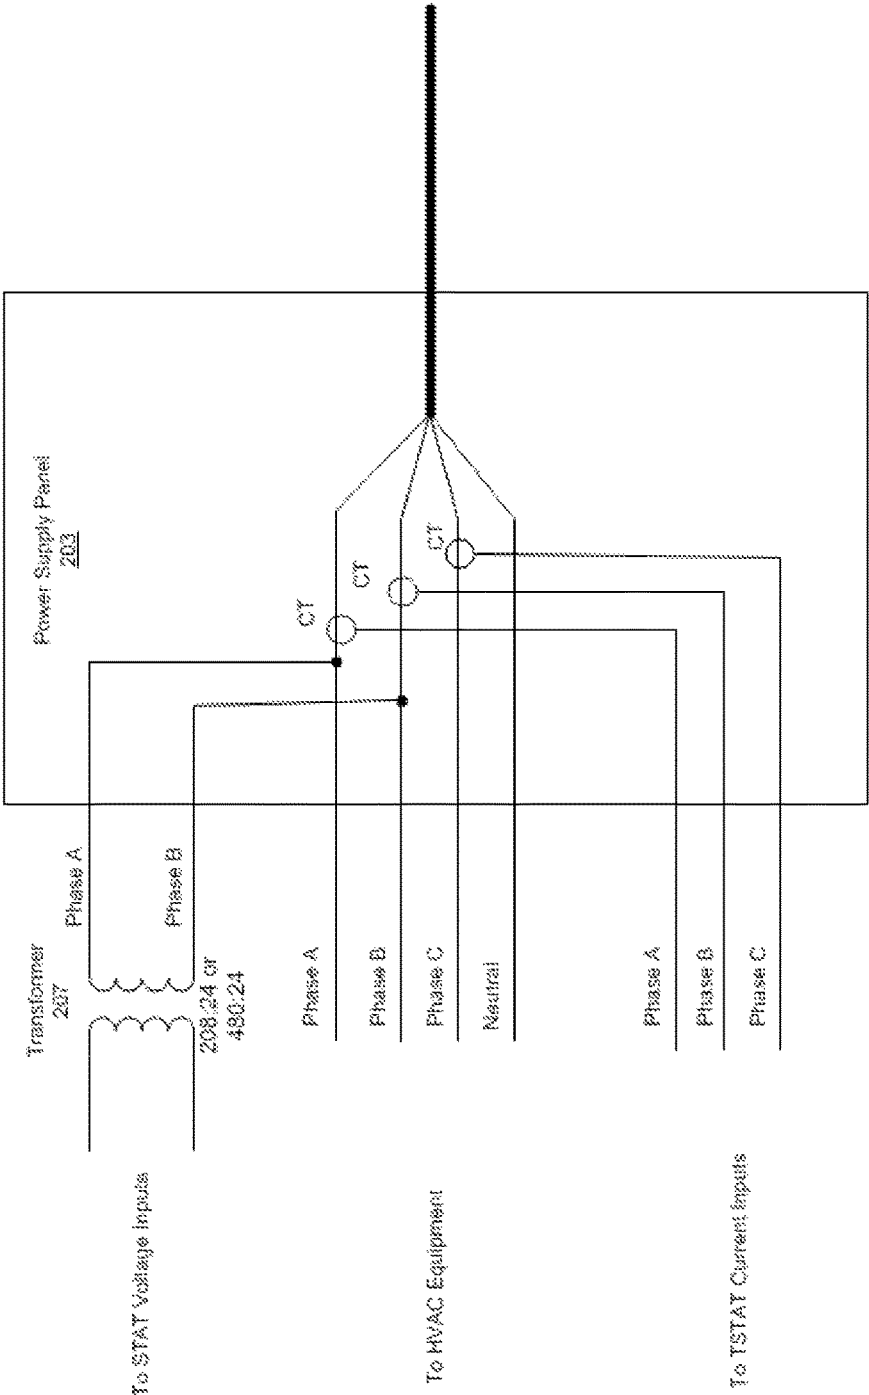 Power Supply Panel
203
CT
CT
CT
Phase A
Phase B
Transformer
207
208:24 or
480:24
Phase A
Phase B
Phase C
Neutral
Phase A
Phase B
Phase C
To STAT Voltage Inputs
To HVAC Equipment
To TSTAT Current Inputs